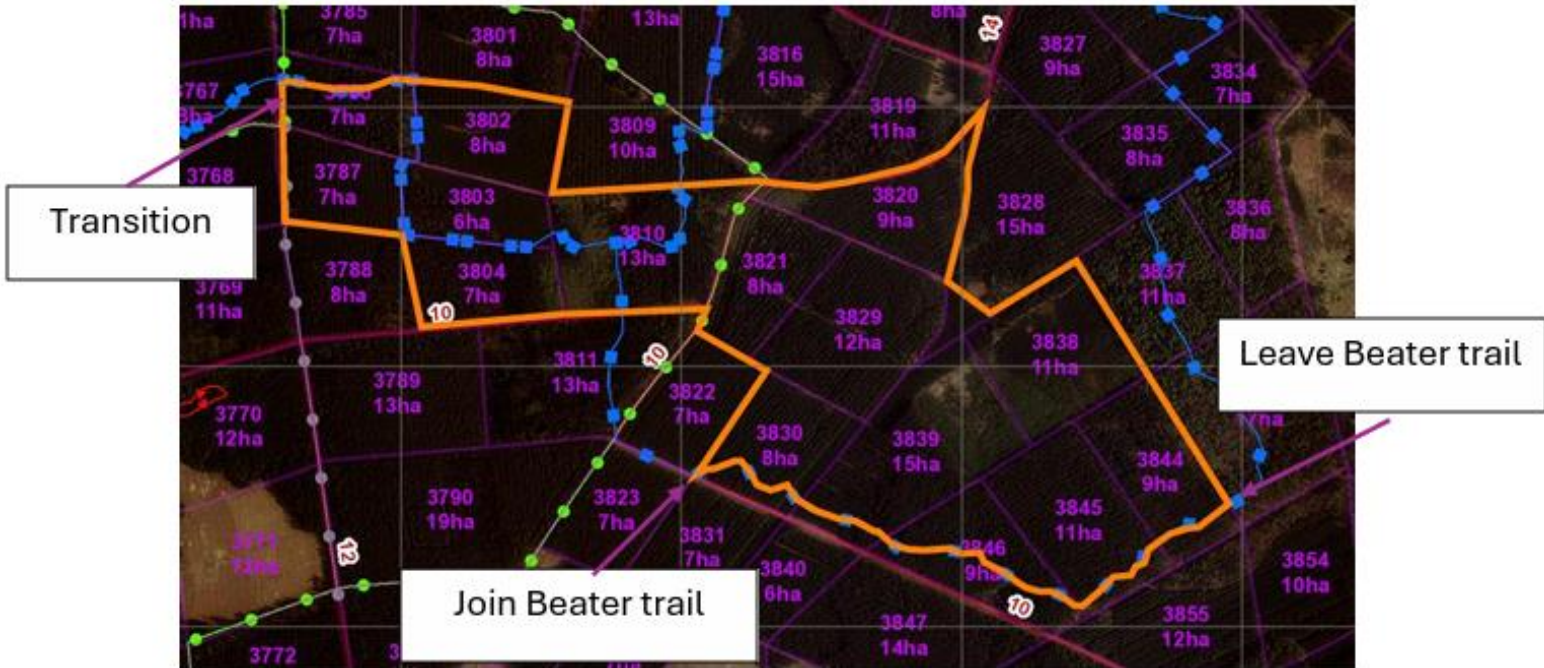 3785
7ha
3801
8ha
13ha
8ha
14
3827
9ha
3834
7ha
3816
15ha
3767
3819
11ha
7ha
3802
8ha
3809
10ha
3835
8ha
3768
3787
7ha
3803
6ha
3820
9ha
3828
15ha
3836
8ha
Transition
3810
13ha
3821
8ha
3837
11ha
3769
11ha
3788
8ha
3804
7ha
10
3829
12ha
3838
11ha
Leave Beater trail
3770
12ha
3789
13ha
3811
13ha
10
3822
7ha
7ha
3830
8ha
3839
15ha
3844
9ha
3790
19ha
3823
7ha
3845
11ha
12
3831
7ha
3846
9ha
3854
10ha
Join Beater trail
3840
6ha
10
3847
14ha
3855
12ha
3772